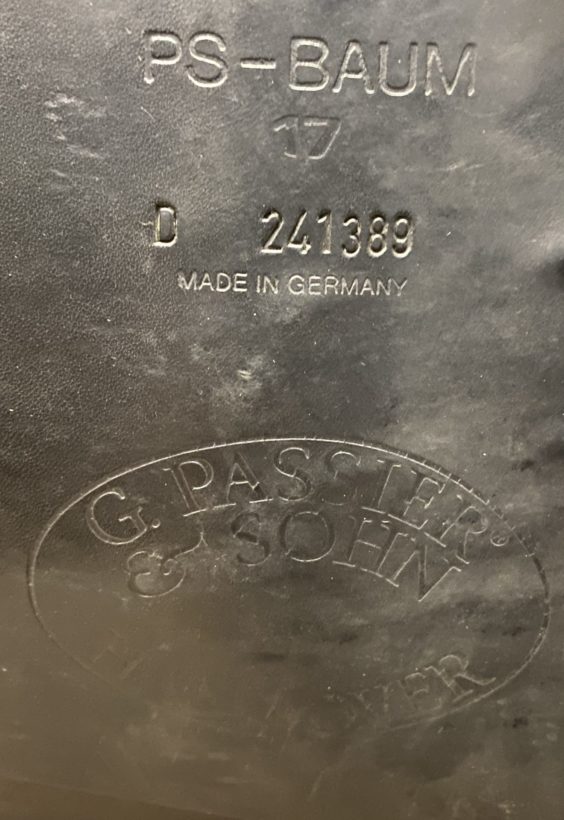 PS-BAUM
17
D 241389
MADE IN GERMANY
G. PASSIER
& SOHN